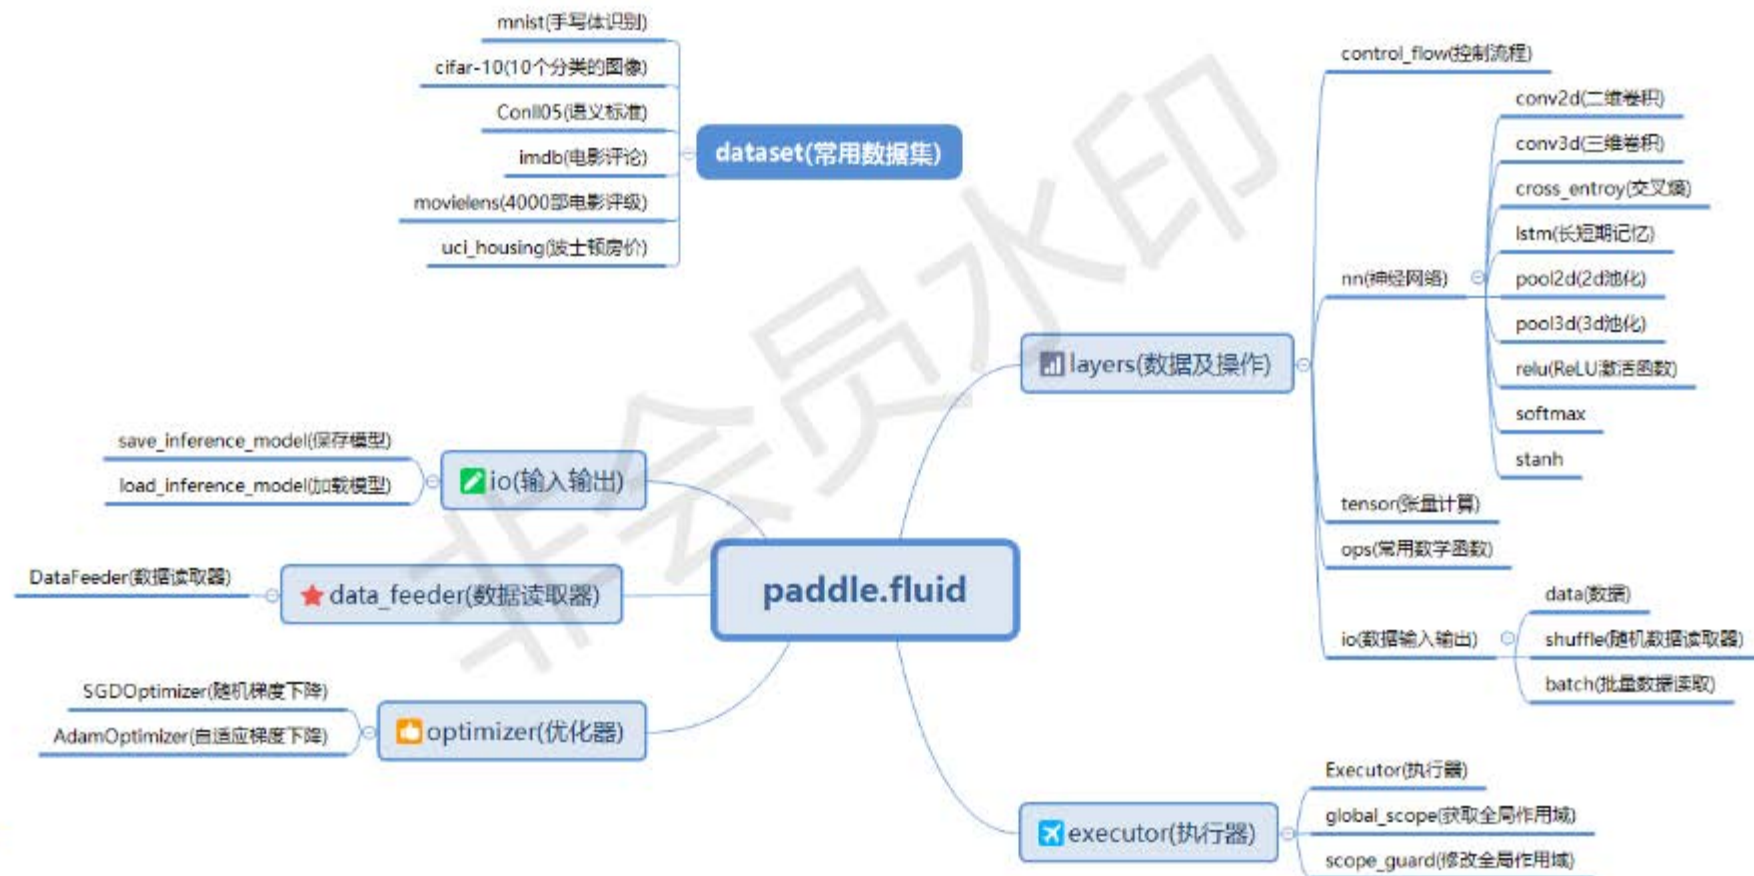 mnist(手写体识别)
cifar-10(10个分类的图像)
Conll05(语义标准)
imdb(电影评论)
movielens(4000部电影评级)
uci_housing(波士顿房价)
dataset(常用数据集)
save_inference_model(保存模型)
load_inference_model(加载模型)
io(输入输出)
DataFeeder(数据读取器)
data_feeder(数据读取器)
SGDOptimizer(随机梯度下降)
AdamOptimizer(自适应梯度下降)
optimizer(优化器)
paddle.fluid
layers(数据及操作)
control_flow(控制流程)
nn(神经网络)
conv2d(二维卷积)
conv3d(三维卷积)
cross_entroy(交叉熵)
lstm(长短期记忆)
pool2d(2d池化)
pool3d(3d池化)
relu(ReLU激活函数)
softmax
stanh
tensor(张量计算)
ops(常用数学函数)
io(数据输入输出)
data(数据)
shuffle(随机数据读取器)
batch(批量数据读取)
executor(执行器)
Executor(执行器)
global_scope(获取全局作用域)
scope_guard(修改全局作用域)
非会员水印